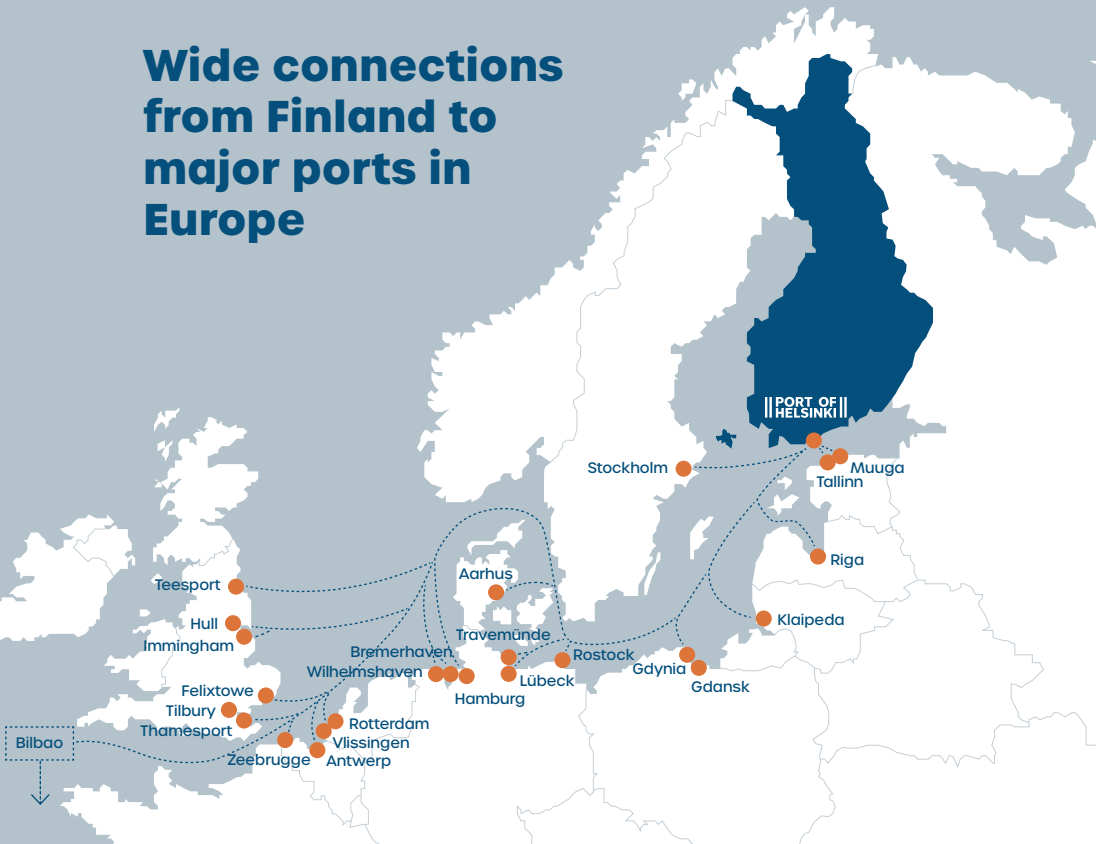 Wide connections
from Finland to
major ports in
Europe
PORT OF
HELSINKI
Stockholm
Muuga
Tallinn
Riga
Teesport
Aarhus
Hull
Klaipeda
Immingham
Travemünde
Bremerhaven
Rostock
Wilhelmshaven
Gdynia
Lübeck
Gdansk
Felixtowe
Hamburg
Tilbury
Rotterdam
Thamesport
Bilbao
Vlissingen
Zeebrugge
Antwerp